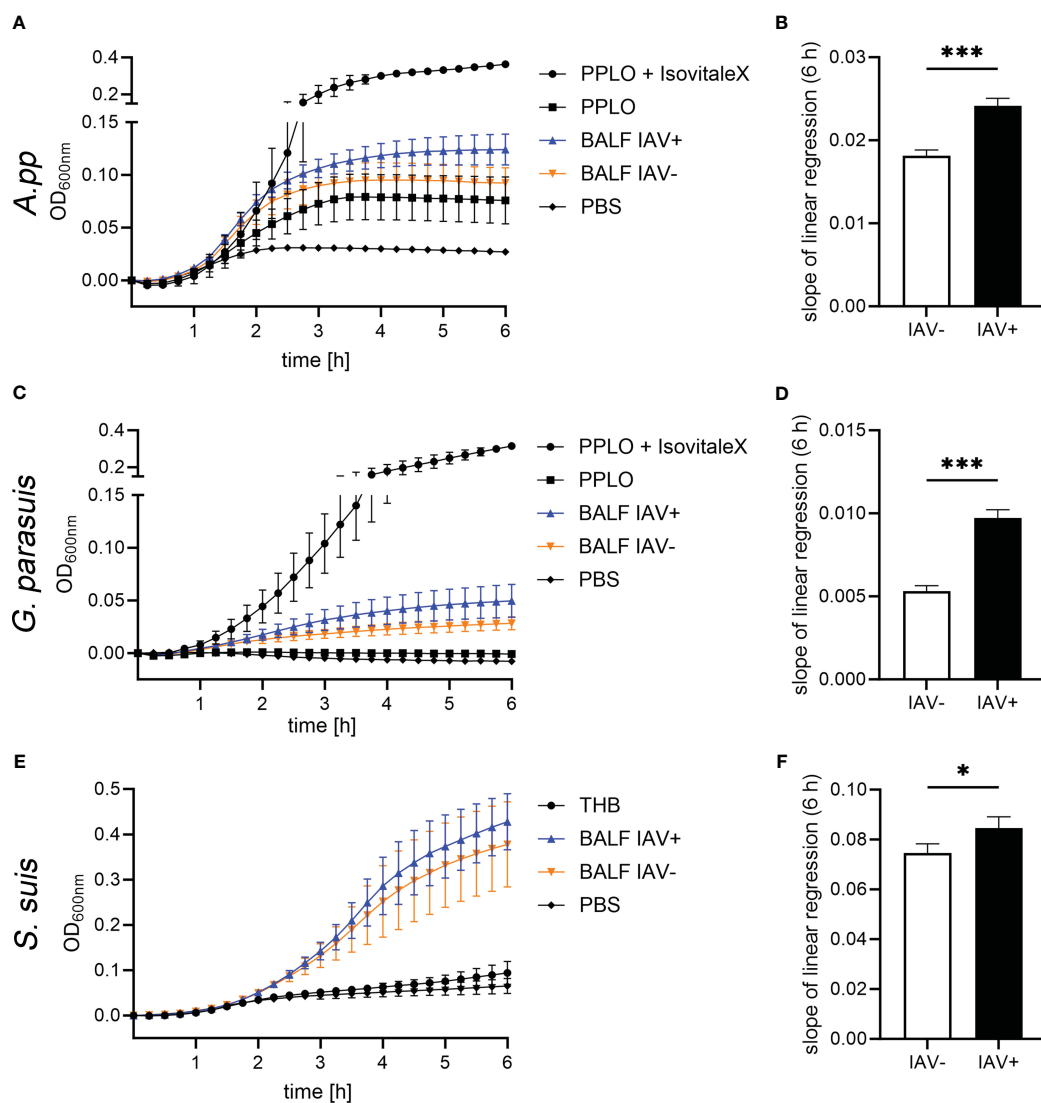 A
A.pp
OD600nm
0.4
0.2
0.15
0.10
0.05
0.00
1 2 3 4 5 6
time [h]
PPLO + IsovitaleX
PPLO
BALF IAV+
BALF IAV-
PBS
B
slope of linear regression (6 h)
0.03
0.02
0.01
0.00
***
IAV- IAV+
C
G. parasuis
OD600nm
0.4
0.2
0.15
0.10
0.05
0.00
1 2 3 4 5 6
time [h]
PPLO + IsovitaleX
PPLO
BALF IAV+
BALF IAV-
PBS
D
slope of linear regression (6 h)
0.015
0.010
0.005
0.000
***
IAV- IAV+
E
S. suis
OD600nm
0.5
0.4
0.3
0.2
0.1
0.0
1 2 3 4 5 6
time [h]
THB
BALF IAV+
BALF IAV-
PBS
F
slope of linear regression (6 h)
0.10
0.08
0.06
0.04
0.02
0.00
*
IAV- IAV+